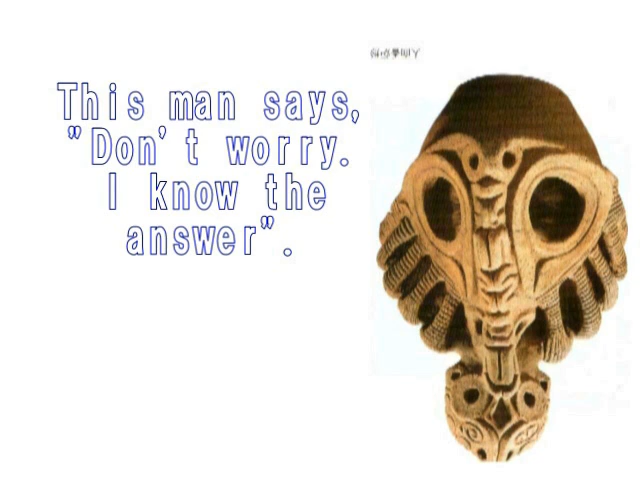 This man says,
"Don't worry.
I know the
answer".